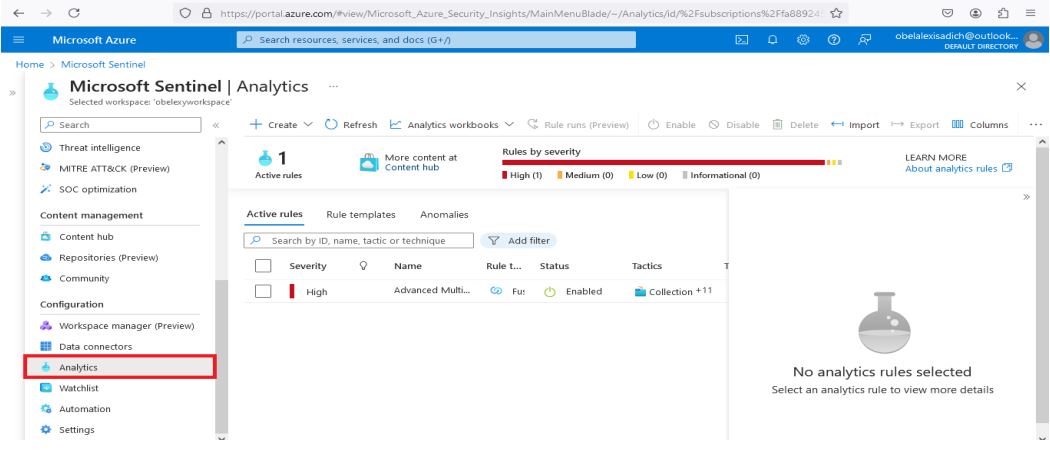 https://portal.azure.com/#view/Microsoft_Azure_Security_Insights/MainMenuBlade/~/Analytics/id/%2Fsubscriptions%2Ffa889245
Microsoft Azure
Search resources, services, and docs (G+/)
obelalexisadich@outlook...
DEFAULT DIRECTORY
Home > Microsoft Sentinel
Microsoft Sentinel | Analytics ...
Selected workspace: 'obelexyworkspace'
Search
«
+ Create Refresh Analytics workbooks Rule runs (Preview) Enable Disable Delete Import Export Columns ...
Threat intelligence
MITRE ATT&CK (Preview)
SOC optimization
Content management
Content hub
Repositories (Preview)
Community
Configuration
Workspace manager (Preview)
Data connectors
Analytics
Watchlist
Automation
Settings
1
Active rules
More content at
Content hub
Rules by severity
High (1) Medium (0) Low (0) Informational (0)
LEARN MORE
About analytics rules
Active rules Rule templates Anomalies
Search by ID, name, tactic or technique
Add filter
Severity Name Rule t... Status Tactics T
High Advanced Multi... Fus Enabled Collection +11
No analytics rules selected
Select an analytics rule to view more details